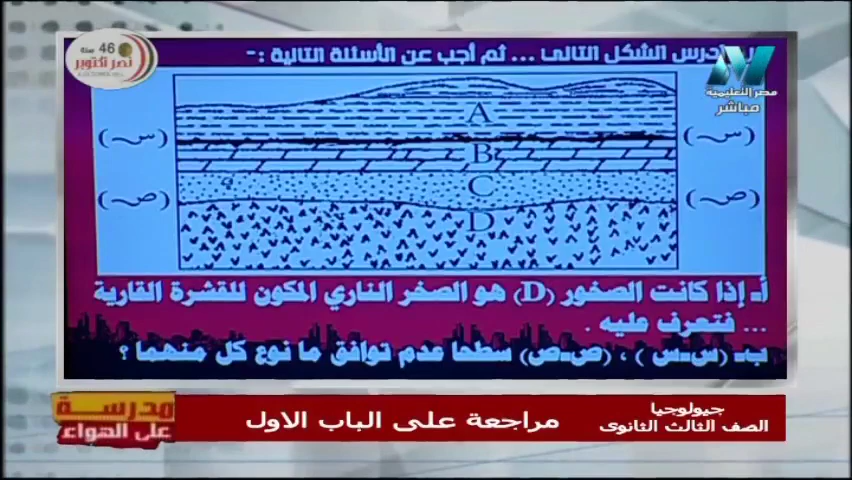 46 سنة
نصر أكتوبر
ادرس الشكل التالى ... ثم أجب عن الأسئلة التالية :-
مصر التعليمية
مباشر
A
(س) B (س)
(ص) C (ص)
D
أ- إذا كانت الصخور (D) هو الصخر الناري المكون للقشرة القارية
... فتعرف عليه .
ب- (س-س) ، (ص-ص) سطحا عدم توافق ما نوع كل منهما ؟
مدرسة
على الهواء
مراجعة على الباب الاول
جيولوجيا
الصف الثالث الثانوى